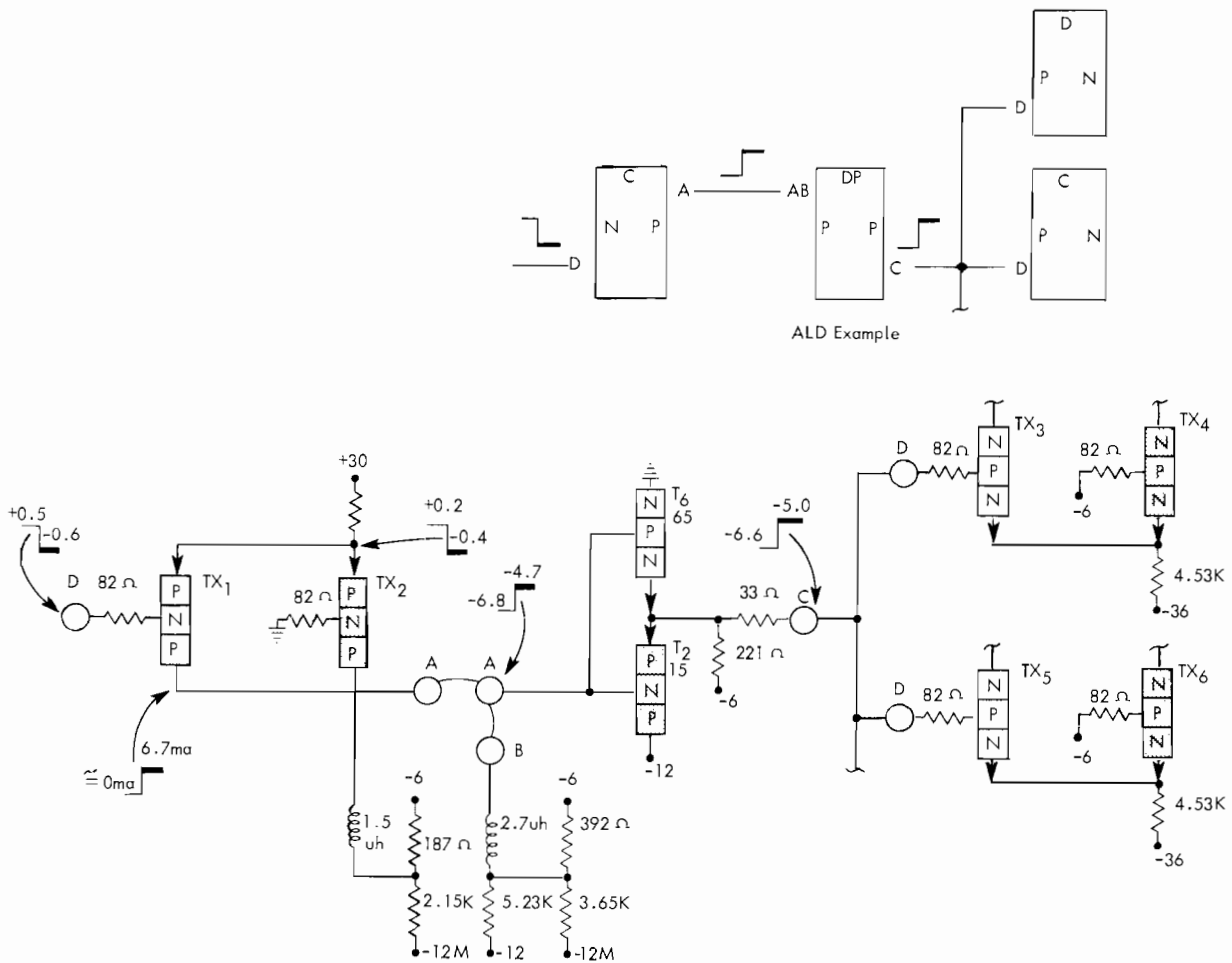 D
P N
D
C
A
AB
DP
C
N P
P P
P N
D
C
D
ALD Example
+30
+0.5
-0.6
+0.2
-0.4
D
82 Ω
P
N
P
TX1
82 Ω
P
N
P
TX2
-4.7
-6.8
A
A
B
6.7ma
≅ 0ma
1.5
uh
-6
187 Ω
2.15K
-12M
2.7uh
5.23K
-12
-6
392 Ω
3.65K
-12M
N
P
N
T6
65
P
N
P
T2
15
-12
221 Ω
-6
33 Ω
-5.0
-6.6
C
D
82 Ω
N
P
N
TX3
82 Ω
-6
N
P
N
TX4
4.53K
-36
D
82 Ω
N
P
N
TX5
82 Ω
-6
N
P
N
TX6
4.53K
-36